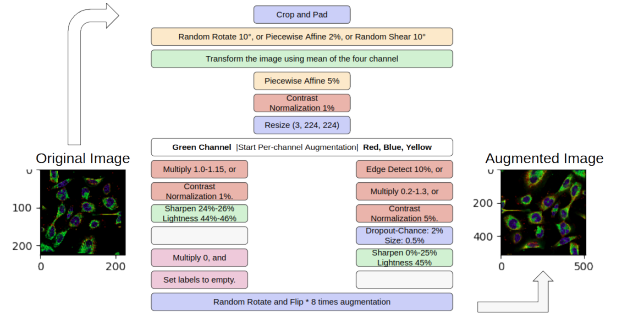 Crop and Pad
Random Rotate 10°, or Piecewise Affine 2%, or Random Shear 10°
Transform the image using mean of the four channel
Piecewise Affine 5%
Contrast
Normalization 1%
Resize (3, 224, 224)
Green Channel |Start Per-channel Augmentation| Red, Blue, Yellow
Original Image
0
100
200
0
200
Multiply 1.0-1.15, or
Contrast
Normalization 1%.
Sharpen 24%-26%
Lightness 44%-46%
Multiply 0, and
Set labels to empty.
Edge Detect 10%, or
Multiply 0.2-1.3, or
Contrast
Normalization 5%.
Dropout-Chance: 2%
Size: 0.5%
Sharpen 0%-25%
Lightness 45%
Augmented Image
0
200
400
0
500
Random Rotate and Flip * 8 times augmentation